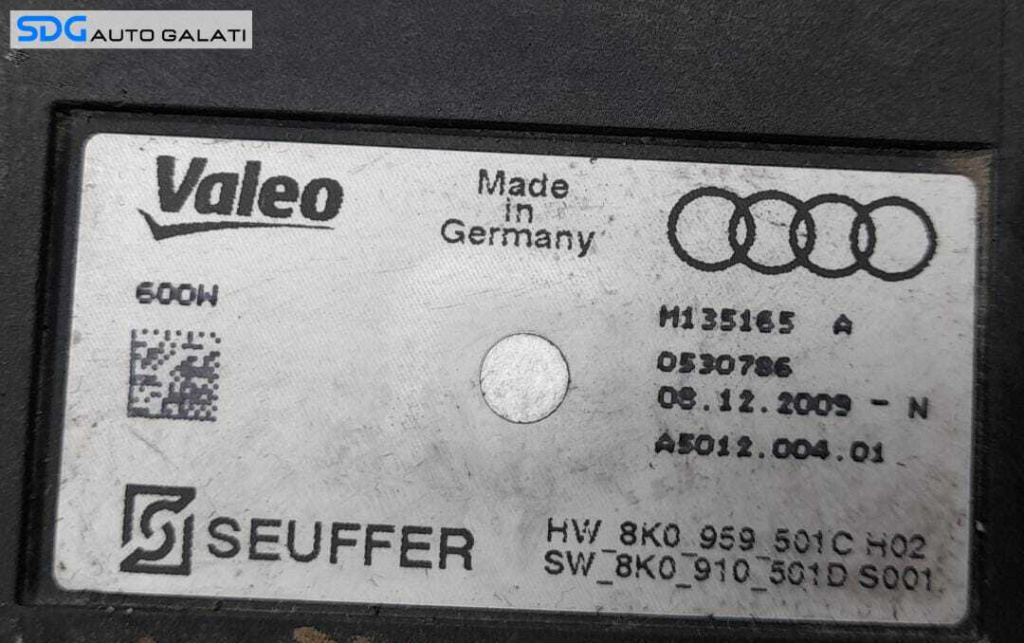 SDG AUTO GALATI
Valeo
Made
in
Germany
600W
M135165 A
0530786
08.12.2009 - N
A5012.004.01
SEUFFER
HW_8K0_959_501C H02
SW_8K0_910_501D S001